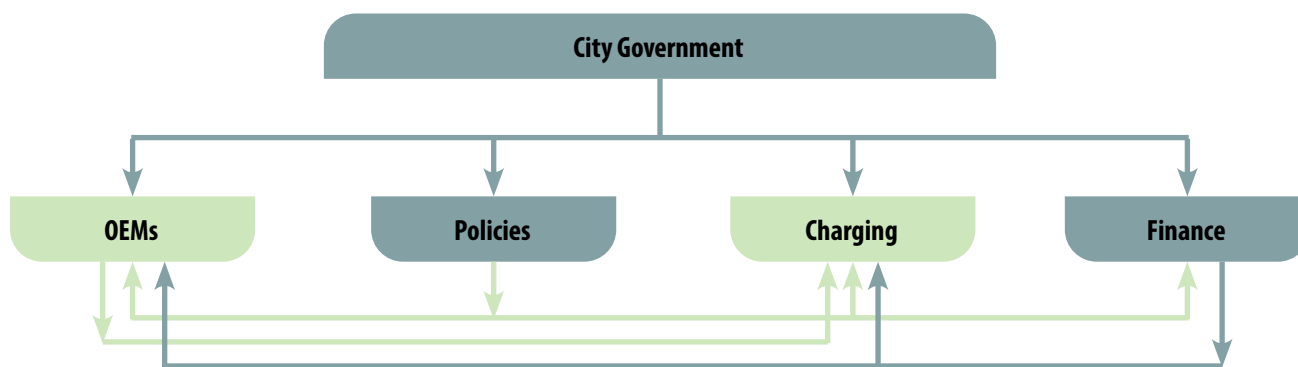 City Government
OEMs
Policies
Charging
Finance